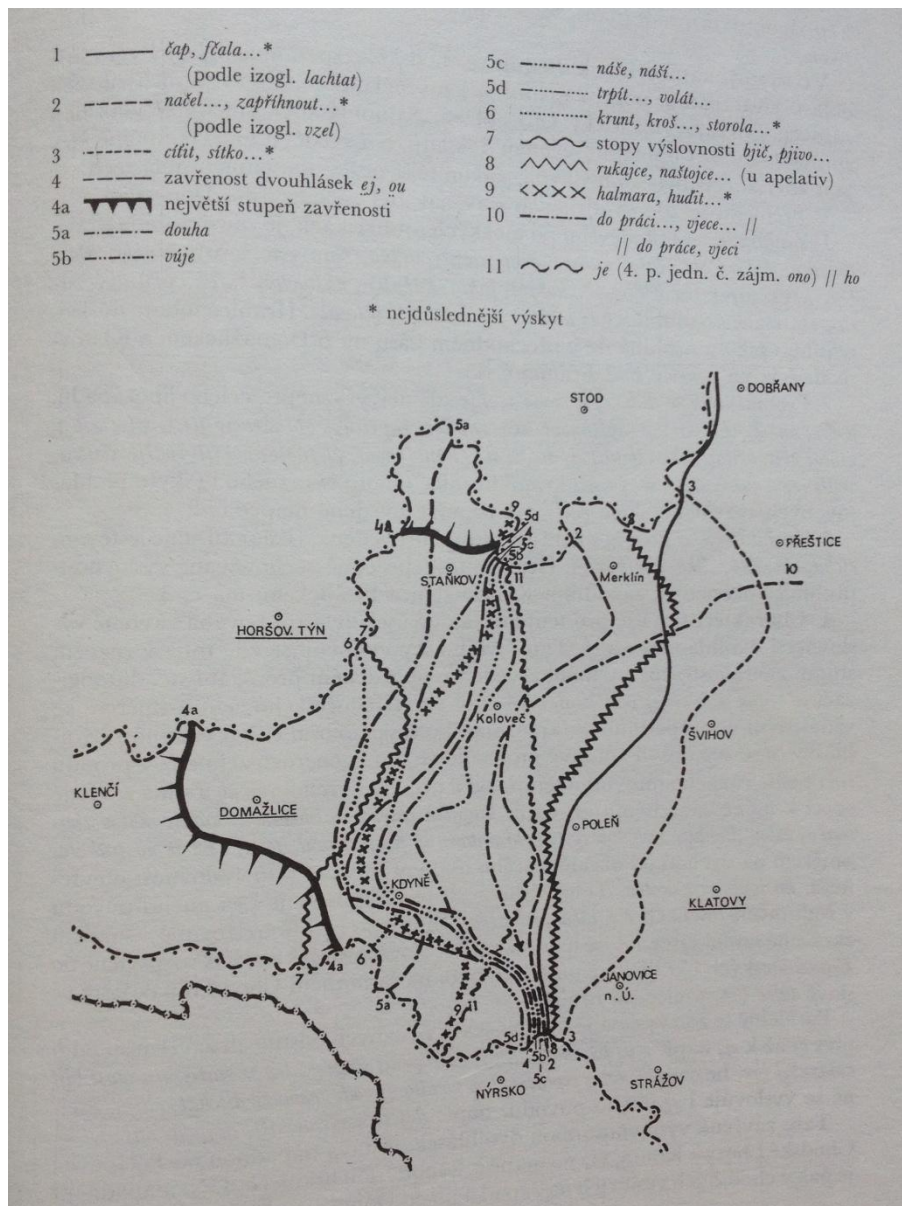 1 čap, fčala...*
(podle izogl. lachtat)
2 načel..., zapříhnout...*
(podle izogl. vzel)
3 cíťit, sítko...*
4 zavřenost dvouhlásek ej, ou
4a největší stupeň zavřenosti
5a douha
5b vúje
5c náše, náší...
5d trpít..., volát...
6 krunt, kroš..., storola...*
7 stopy výslovnosti bjič, pjivo...
8 rukajce, naštojce... (u apelativ)
9 halmara, huďit...*
10 do práci..., vjece... //
// do práce, vjeci
11 je (4. p. jedn. č. zájm. ono) // ho
* nejdůslednější výskyt
DOBŘANY
STOD
5a
3
9
5d
4a
2
8
5c
5b
11
PŘEŠTICE
STAŇKOV
Merklín
10
HORŠOV. TÝN
7
6
4a
Koloveč
ŠVIHOV
KLENČÍ
DOMAŽLICE
POLEŇ
KDYNĚ
KLATOVY
7
4a
6
JANOVICE
n. Ú.
5a
9
11
5d
3
4
5b
8
2
5c
NÝRSKO
STRÁŽOV